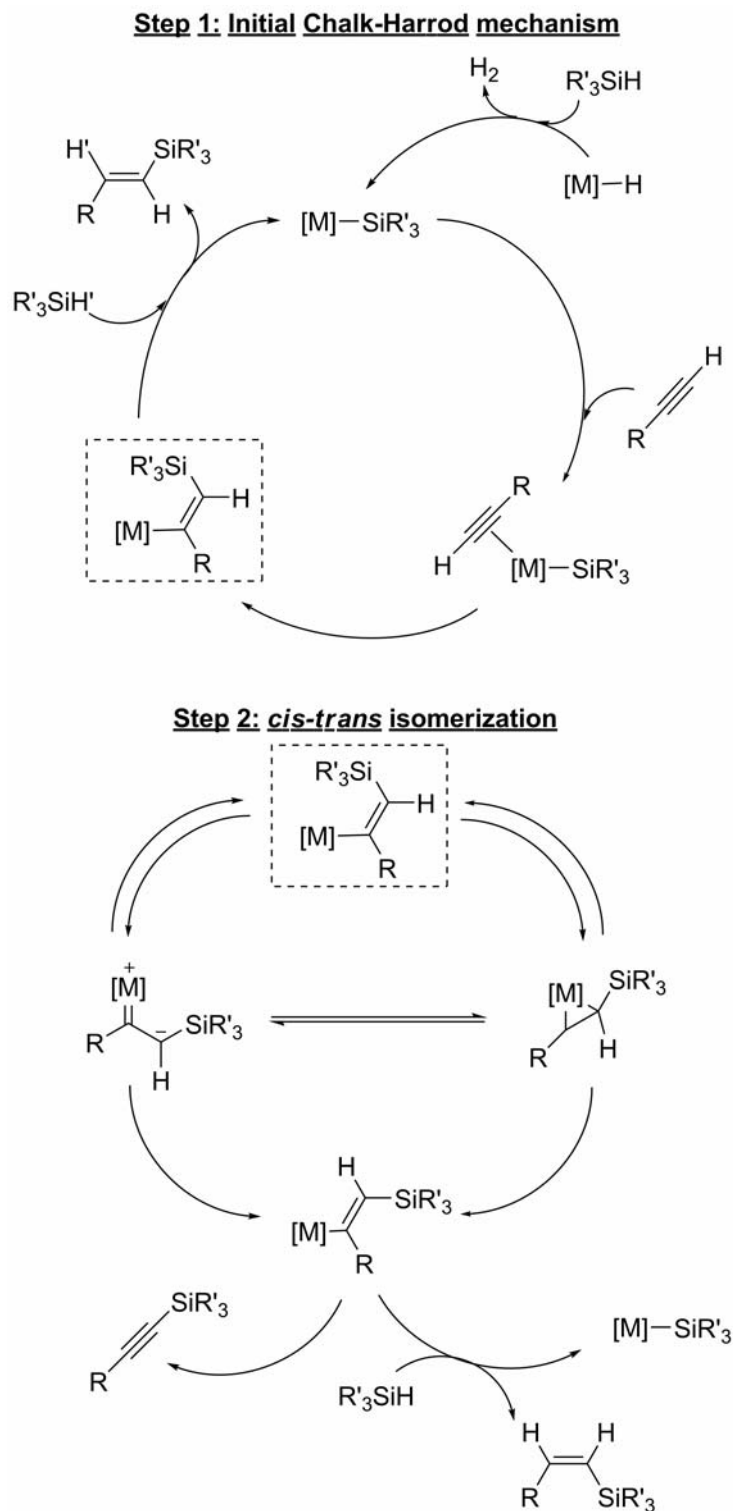 Step 1: Initial Chalk-Harrod mechanism
H₂
R'₃SiH
H'
SiR'₃
R
H
[M]—H
[M]—SiR'₃
R'₃SiH'
H
R
R'₃Si
H
[M]
R
R
H
[M]—SiR'₃
Step 2: cis-trans isomerization
R'₃Si
H
[M]
R
+
[M]
R
–
SiR'₃
H
[M]
SiR'₃
R
H
H
SiR'₃
[M]
R
SiR'₃
R
R'₃SiH
[M]—SiR'₃
H
H
R
SiR'₃